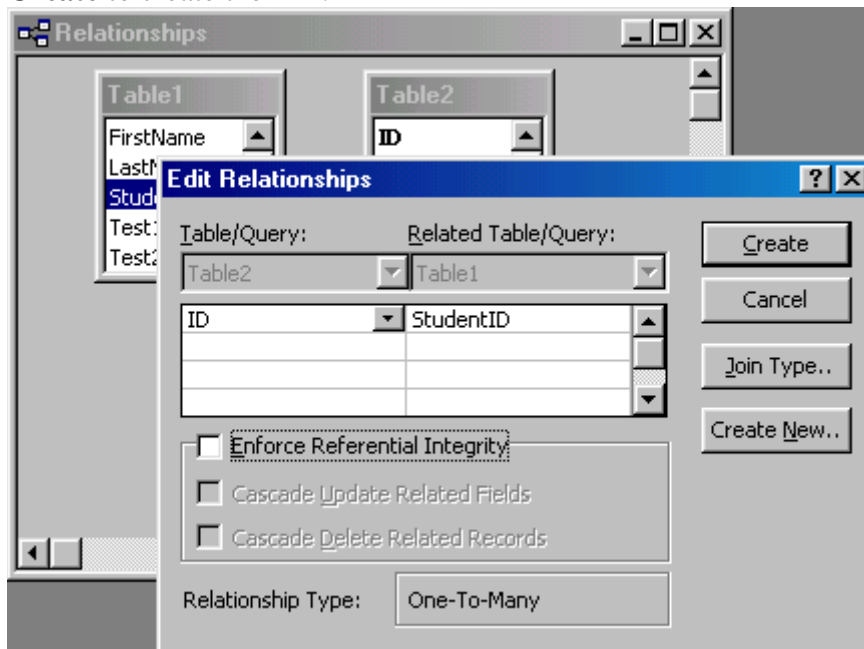 Relationships
Table1
Table2
FirstName
ID
Test2
Edit Relationships
Table/Query:
Related Table/Query:
Create
Table2
Table1
Cancel
ID
StudentID
Join Type..
Create New..
Enforce Referential Integrity
Cascade Update Related Fields
Cascade Delete Related Records
Relationship Type:
One-To-Many